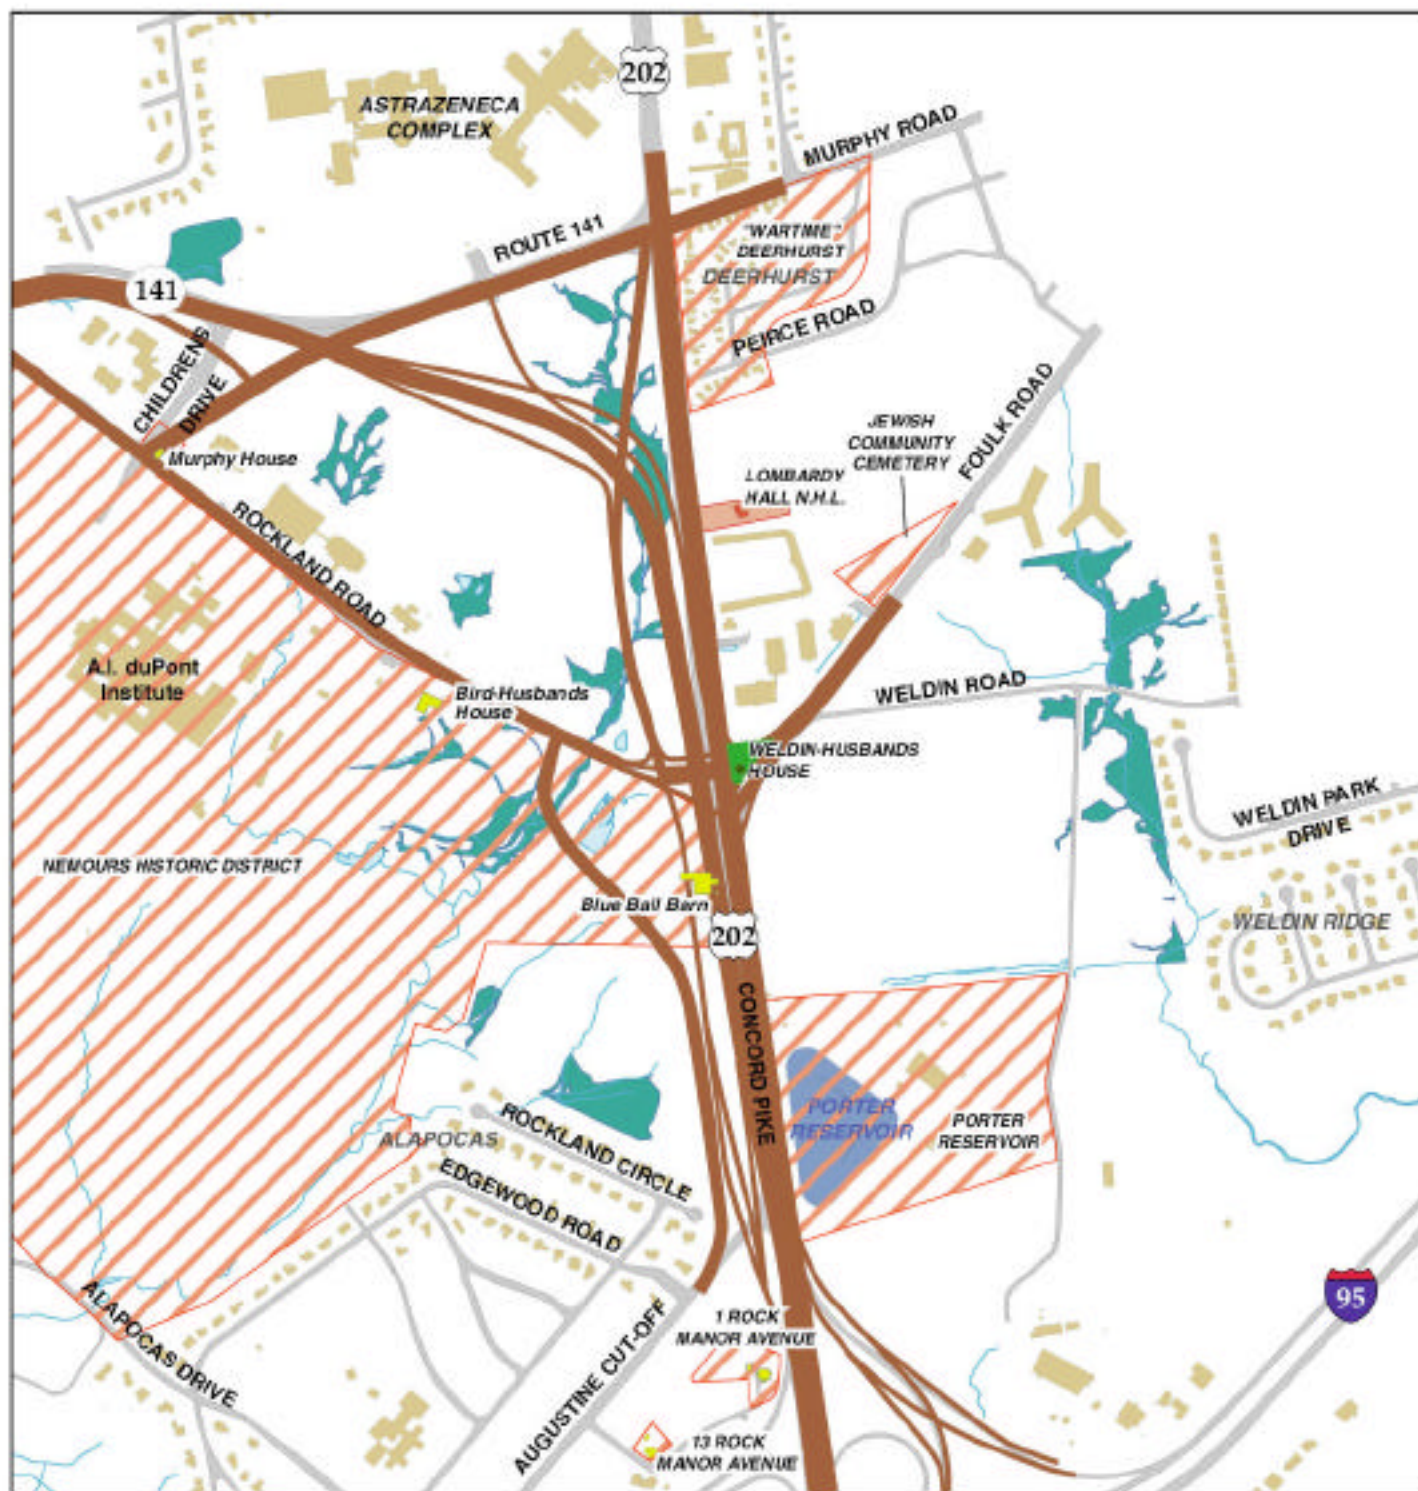 202
ASTRAZENECA
COMPLEX
MURPHY ROAD
ROUTE 141
"WARTIME"
DEERHURST
DEERHURST
141
PEIRCE ROAD
CHILDRENS
DRIVE
FOULK ROAD
JEWISH
COMMUNITY
CEMETERY
Murphy House
LOMBARDY
HALL N.H.L.
ROCKLAND ROAD
A.I. duPont
Institute
Bird-Husbands
House
WELDIN ROAD
WELDIN-HUSBANDS
HOUSE
WELDIN PARK
DRIVE
NEMOURS HISTORIC DISTRICT
Blue Ball Barn
202
WELDIN RIDGE
CONCORD PIKE
PORTER
RESERVOIR
PORTER
RESERVOIR
ROCKLAND CIRCLE
ALAPOCAS
EDGEWOOD ROAD
95
ALAPOCAS DRIVE
1 ROCK
MANOR AVENUE
AUGUSTINE CUT-OFF
13 ROCK
MANOR AVENUE